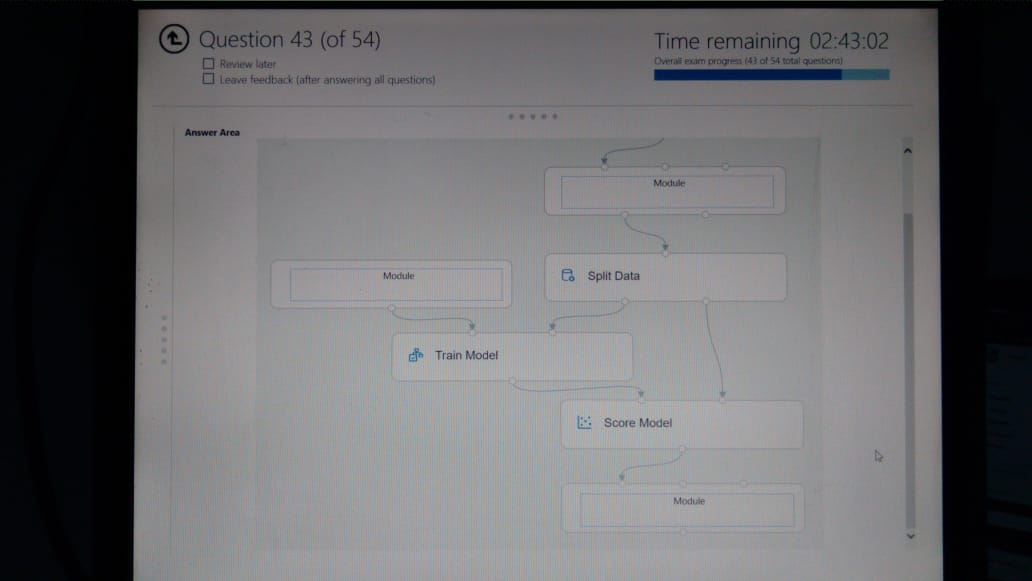 Question 43 (of 54)
Review later
Leave feedback (after answering all questions)
Time remaining 02:43:02
Overall exam progress (43 of 54 total questions)
Answer Area
Module
Module
Split Data
Train Model
Score Model
Module